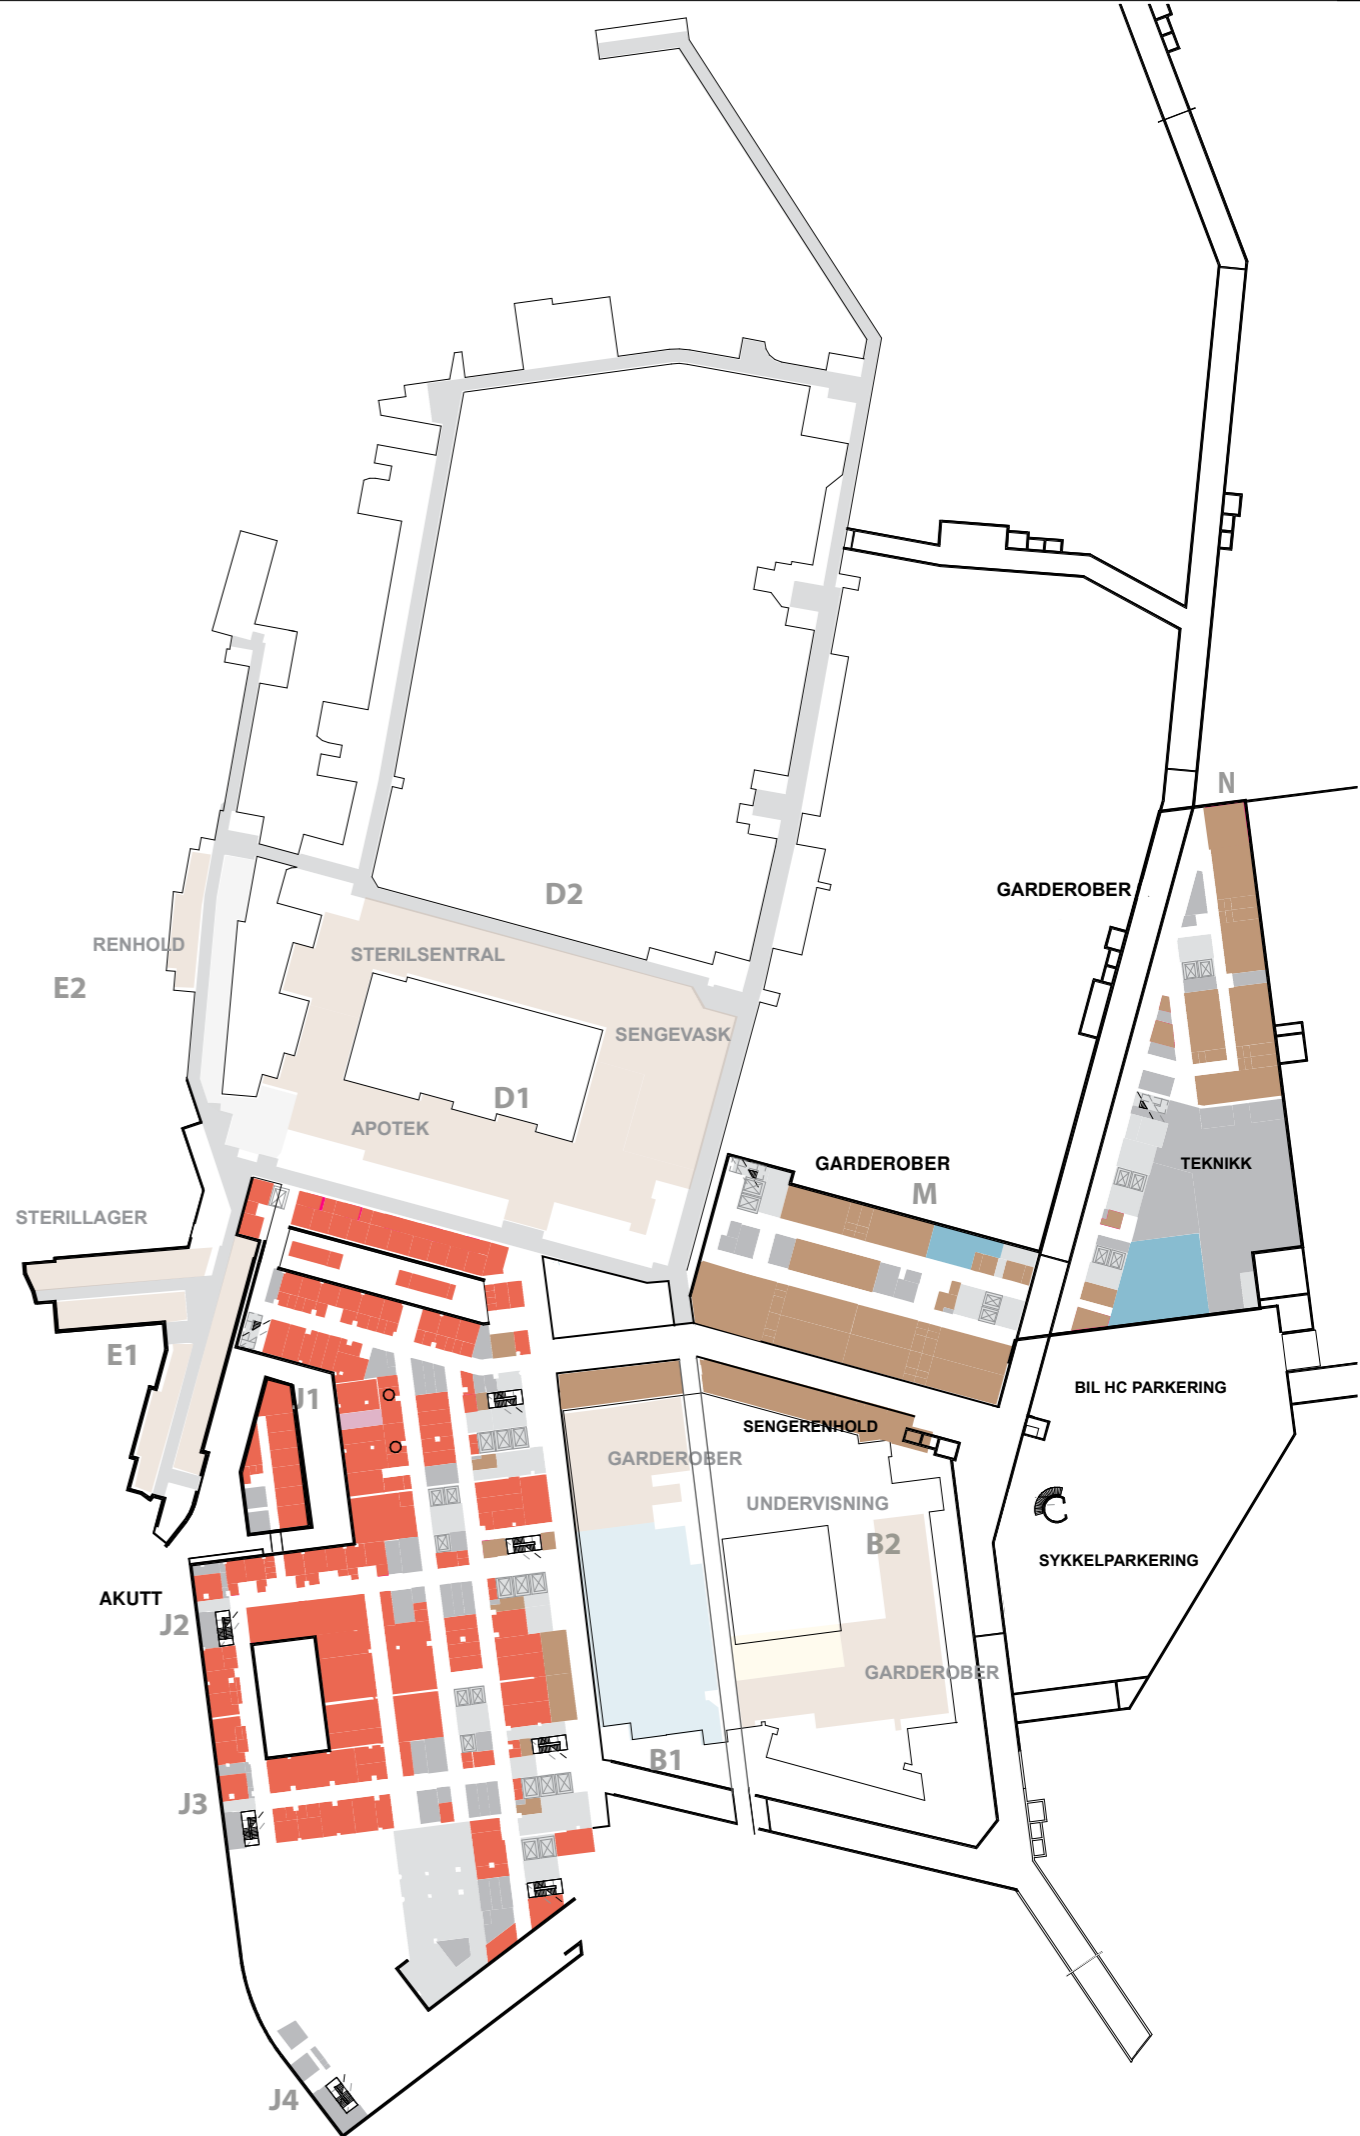 N
GARDEROBER
D2
RENHOLD
STERILSENTRAL
E2
SENGEVASK
D1
APOTEK
GARDEROBER
TEKNIKK
M
STERILLAGER
E1
J1
BIL HC PARKERING
SENGERENHOLD
GARDEROBER
UNDERVISNING
B2
SYKKELPARKERING
AKUTT
J2
GARDEROBER
B1
J3
J4